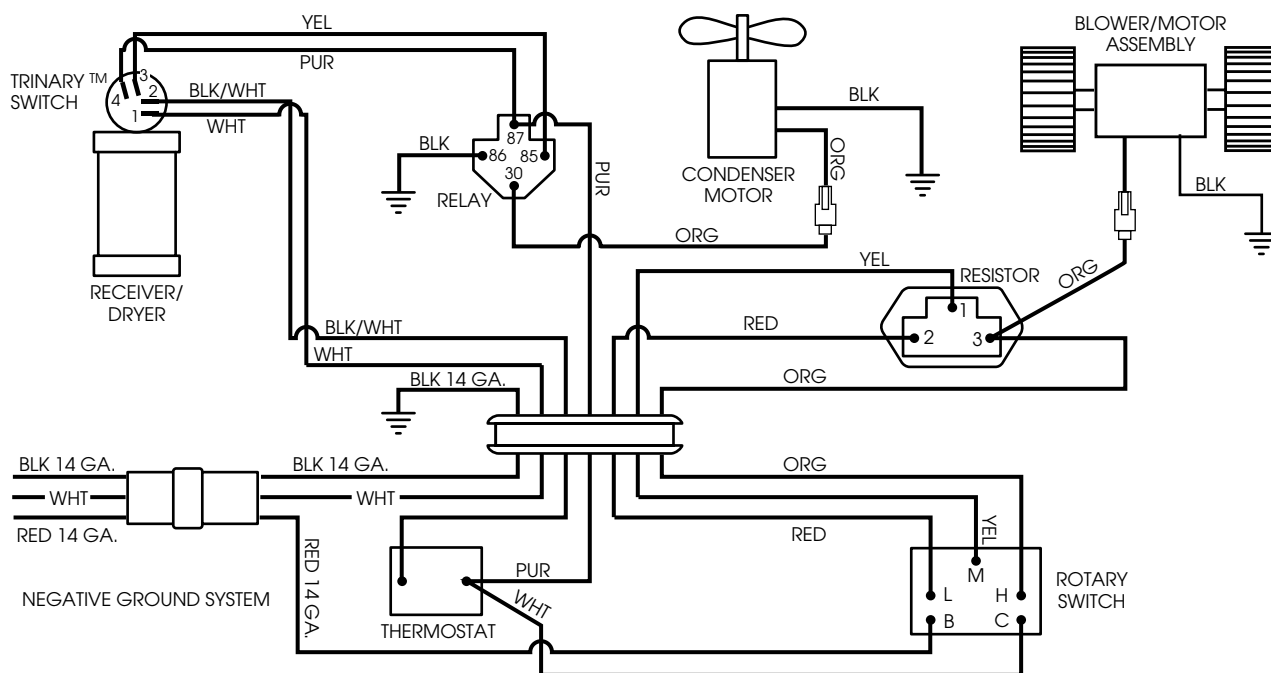 YEL
PUR
TRINARY ™
SWITCH
3
4
2
1
BLK/WHT
WHT
RECEIVER/
DRYER
BLK
87
86
85
30
RELAY
PUR
ORG
CONDENSER
MOTOR
BLK
ORG
BLOWER/MOTOR
ASSEMBLY
BLK
ORG
YEL
RESISTOR
1
2
3
RED
ORG
BLK/WHT
WHT
BLK 14 GA.
BLK 14 GA.
WHT
RED 14 GA.
BLK 14 GA.
WHT
RED 14 GA.
NEGATIVE GROUND SYSTEM
THERMOSTAT
PUR
WHT
ORG
RED
YEL
M
L
H
B
C
ROTARY
SWITCH